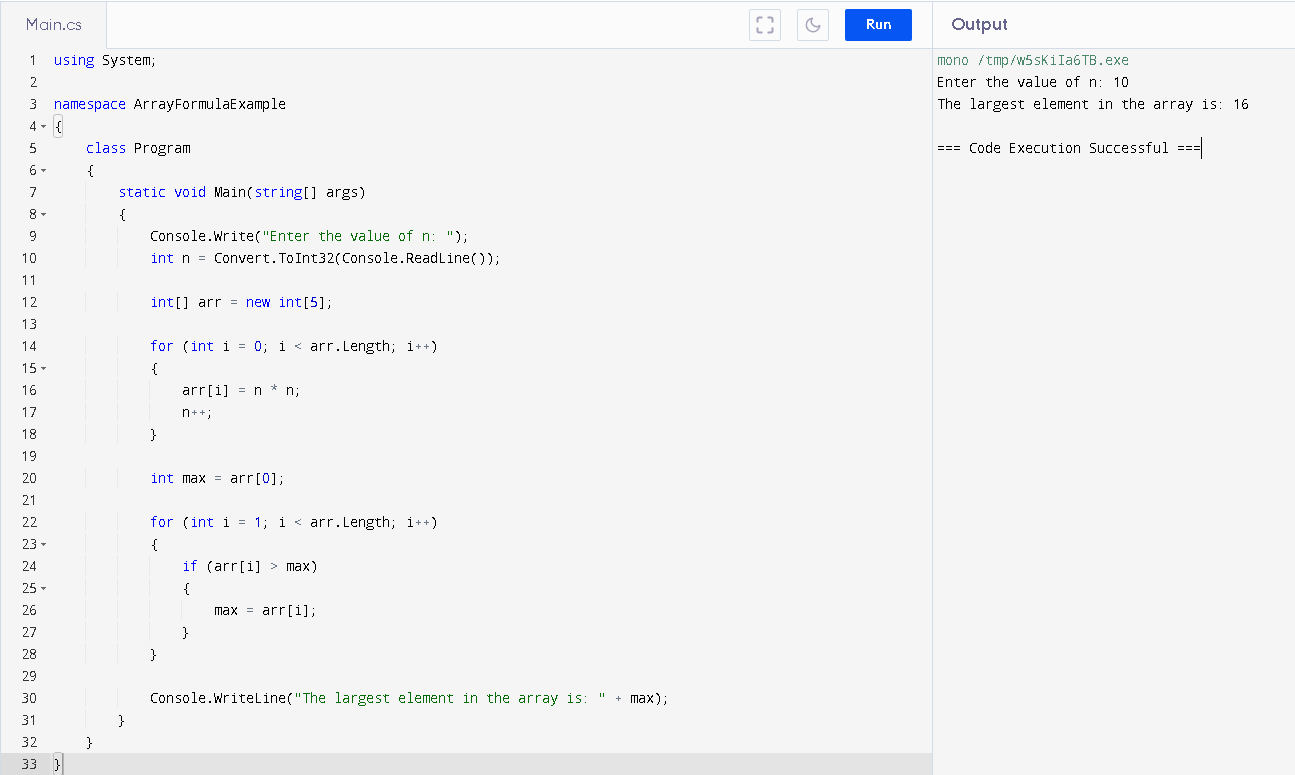 Main.cs
Run
Output
1 using System;
2
3 namespace ArrayFormulaExample
4 {
5     class Program
6     {
7         static void Main(string[] args)
8         {
9             Console.Write("Enter the value of n: ");
10             int n = Convert.ToInt32(Console.ReadLine());
11
12             int[] arr = new int[5];
13
14             for (int i = 0; i < arr.Length; i++)
15             {
16                 arr[i] = n * n;
17                 n++;
18             }
19
20             int max = arr[0];
21
22             for (int i = 1; i < arr.Length; i++)
23             {
24                 if (arr[i] > max)
25                 {
26                     max = arr[i];
27                 }
28             }
29
30             Console.WriteLine("The largest element in the array is: " + max);
31         }
32     }
33 }
mono /tmp/w5sKiIa6TB.exe
Enter the value of n: 10
The largest element in the array is: 16
=== Code Execution Successful ===